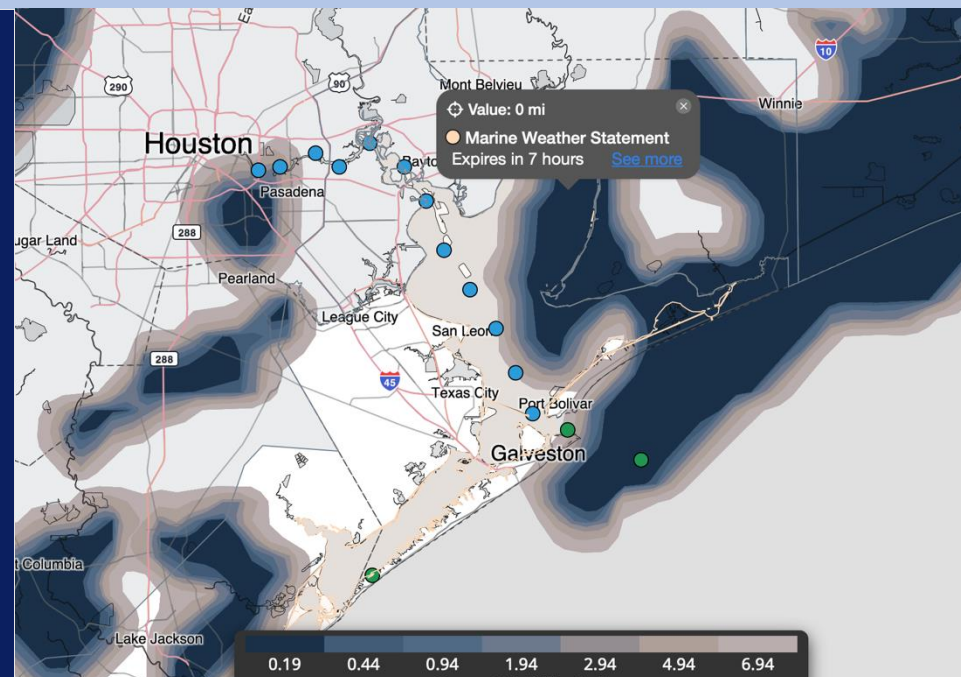 Ea
290
90
10
Mont Belvieu
Winnie
Value: 0 mi
Marine Weather Statement
Expires in 7 hours See more
Houston
Bayto
Pasadena
288
ugar Land
Pearland
League City
San Leon
288
45
Texas City
Port Bolivar
Galveston
t Columbia
Lake Jackson
0.19 0.44 0.94 1.94 2.94 4.94 6.94